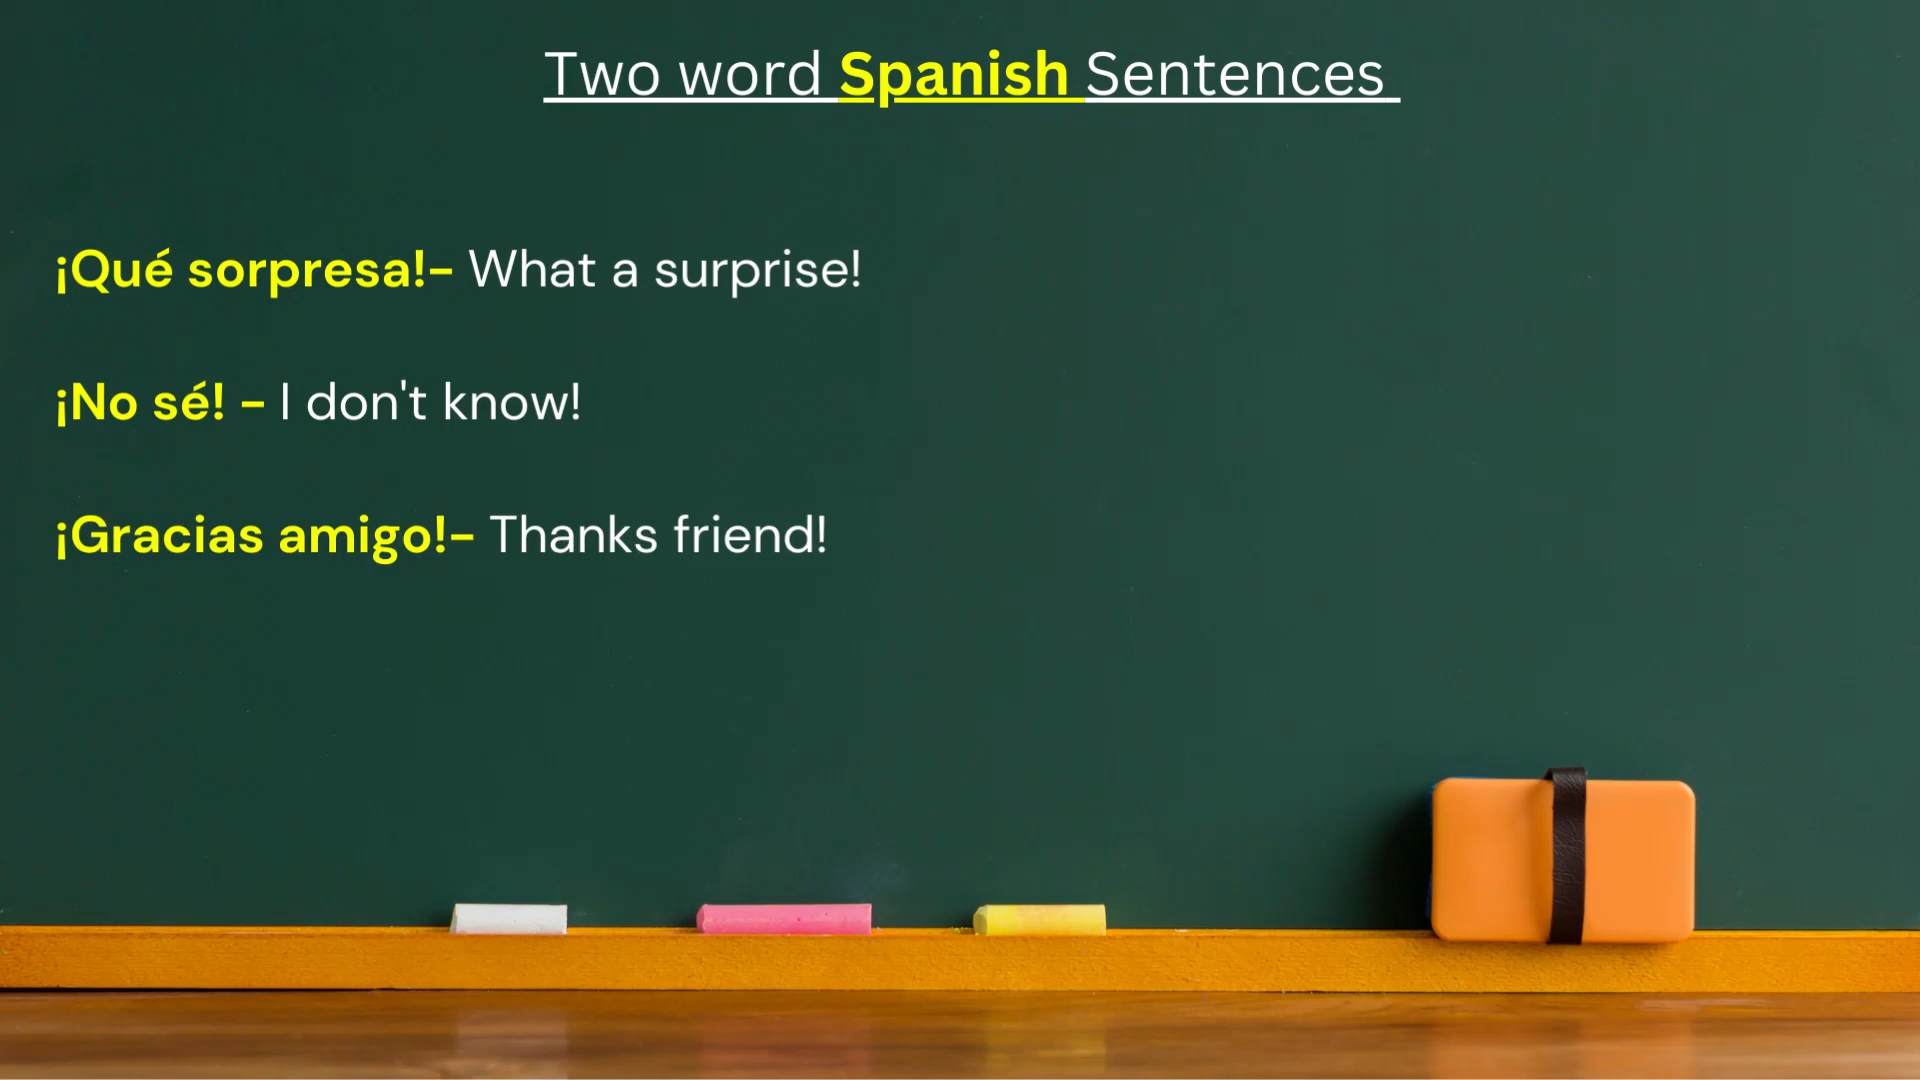 Two word Spanish Sentences
¡Qué sorpresa!- What a surprise!
¡No sé! - I don't know!
¡Gracias amigo!- Thanks friend!